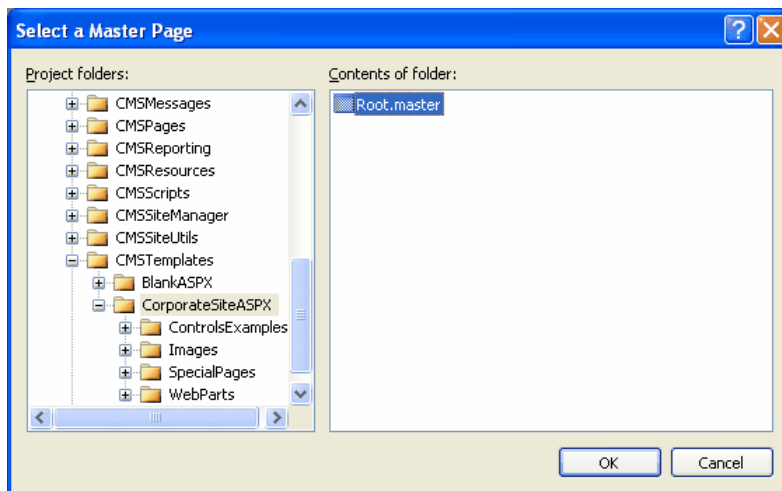 Select a Master Page
Project folders:
CMSMessages
CMSPages
CMSReporting
CMSResources
CMSScripts
CMSSiteManager
CMSSiteUtils
CMSTemplates
BlankASPX
CorporateSiteASPX
ControlsExamples
Images
SpecialPages
WebParts
Contents of folder:
Root.master
OK
Cancel